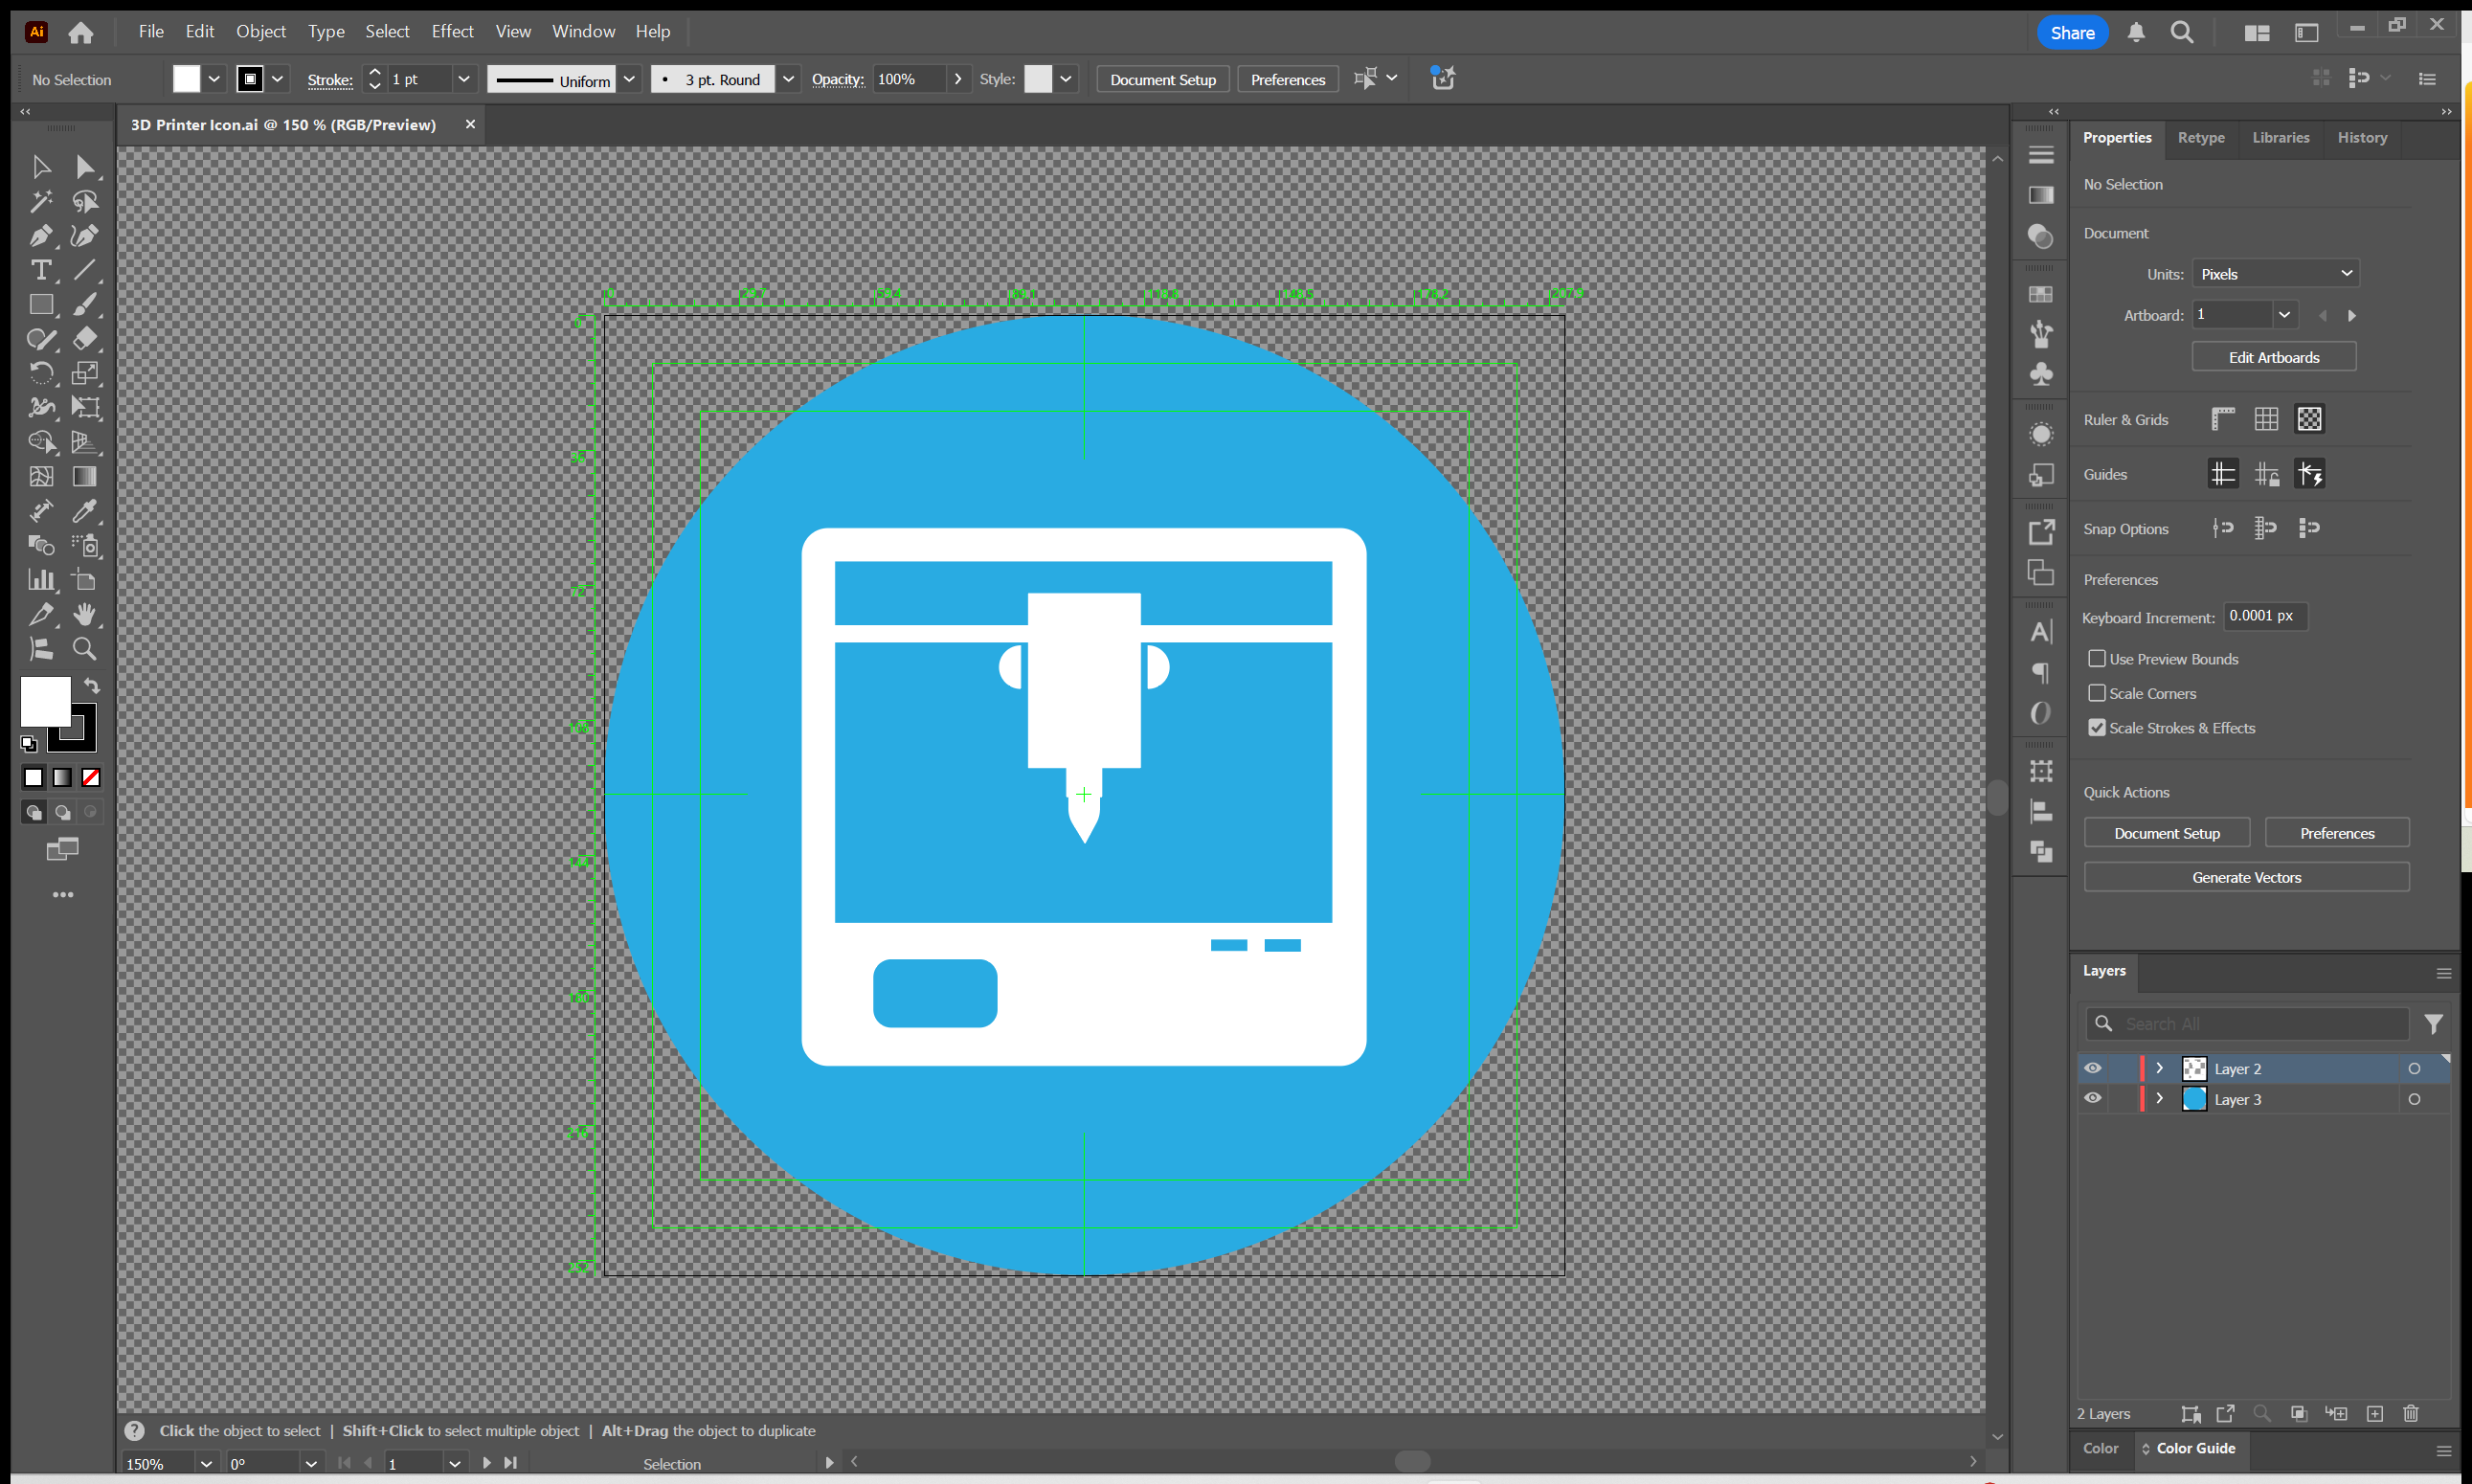 Ai File Edit Object Type Select Effect View Window Help Share
No Selection Stroke: 1 pt Uniform 3 pt. Round Opacity: 100% Style: Document Setup Preferences
3D Printer Icon.ai @ 150 % (RGB/Preview)
Properties Retype Libraries History
No Selection
Document
Units: Pixels
Artboard: 1
Edit Artboards
Ruler & Grids
Guides
Snap Options
Preferences
Keyboard Increment: 0.0001 px
Use Preview Bounds
Scale Corners
Scale Strokes & Effects
Quick Actions
Document Setup Preferences
Generate Vectors
Layers
Search All
Layer 2
Layer 3
2 Layers
Color Color Guide
Click the object to select | Shift+Click to select multiple object | Alt+Drag the object to duplicate
150% 0° 1 Selection